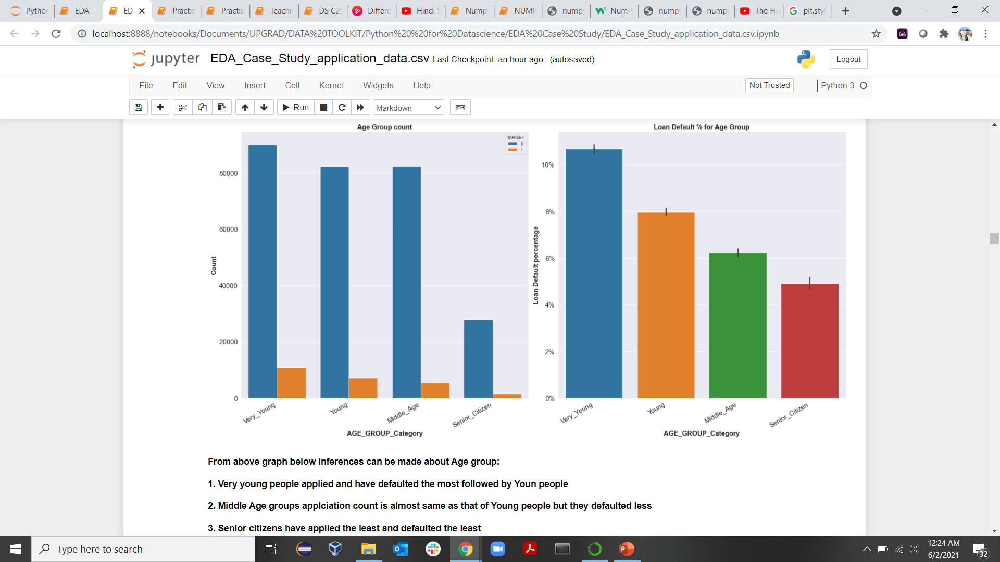 Python
EDA -
ED
Practis
Practis
Teachi
DS C2
Differe
Hindi
Nump
NUMP
numpy
NumP
numpy
numpy
The H
plt.sty
localhost:8888/notebooks/Documents/UPGRAD/DATA%20TOOLKIT/Python%20%20for%20Datascience/EDA%20Case%20Study/EDA_Case_Study_application_data.csv.ipynb
jupyter EDA_Case_Study_application_data.csv Last Checkpoint: an hour ago (autosaved)
Logout
File Edit View Insert Cell Kernel Widgets Help
Not Trusted
Python 3
Run
Markdown
Age Group count
TARGET
0
1
80000
60000
40000
20000
0
Count
Very_Young
Young
Middle_Age
Senior_Citizen
AGE_GROUP_Category
Loan Default % for Age Group
10%
8%
6%
4%
2%
0%
Loan Default percentage
Very_Young
Young
Middle_Age
Senior_Citizen
AGE_GROUP_Category
From above graph below inferences can be made about Age group:
1. Very young people applied and have defaulted the most followed by Youn people
2. Middle Age groups applciation count is almost same as that of Young people but they defaulted less
3. Senior citizens have applied the least and defaulted the least
Type here to search
12:24 AM
6/2/2021
32